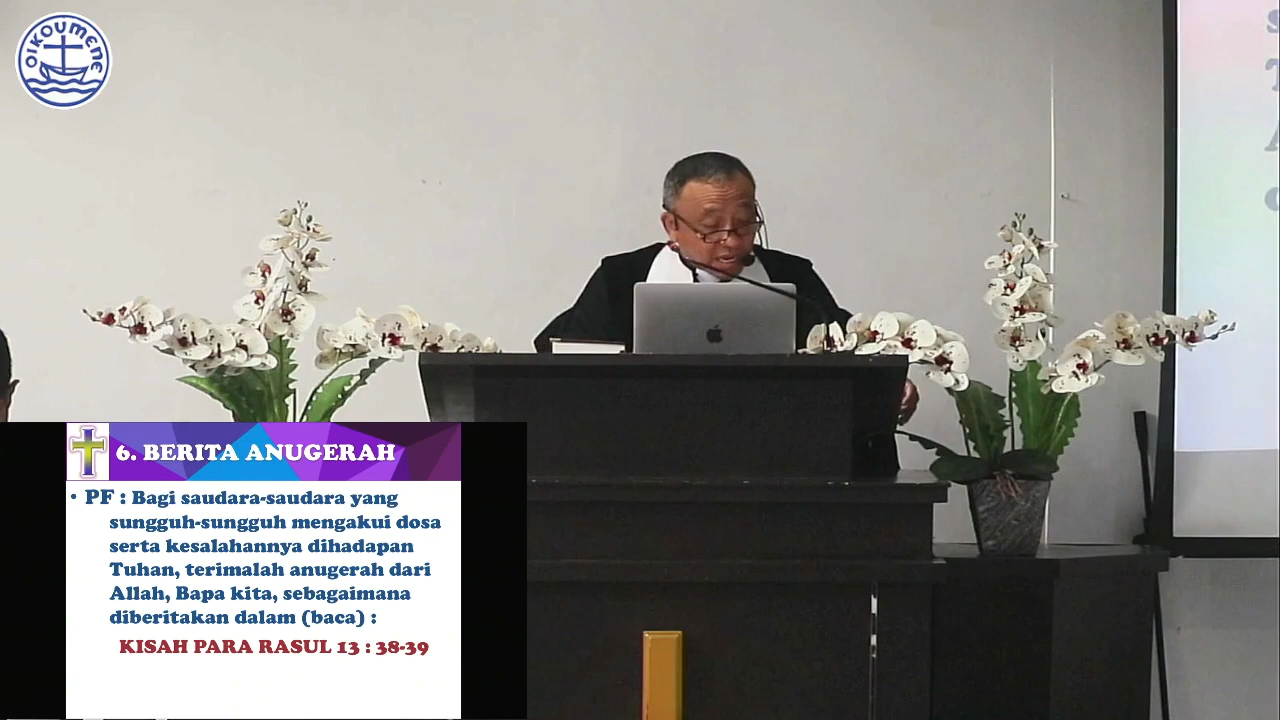 OIKOUMENE
6. BERITA ANUGERAH
• PF : Bagi saudara-saudara yang
sungguh-sungguh mengakui dosa
serta kesalahannya dihadapan
Tuhan, terimalah anugerah dari
Allah, Bapa kita, sebagaimana
diberitakan dalam (baca) :
KISAH PARA RASUL 13 : 38-39